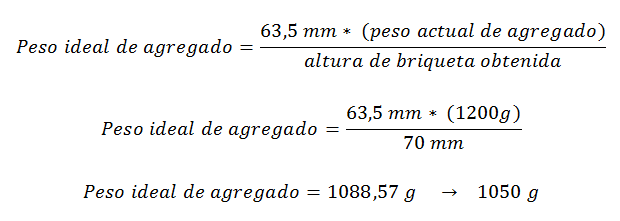 Peso ideal de agregado = 63,5 mm * (peso actual de agregado) / altura de briqueta obtenida
Peso ideal de agregado = 63,5 mm * (1200g) / 70 mm
Peso ideal de agregado = 1088,57 g → 1050 g